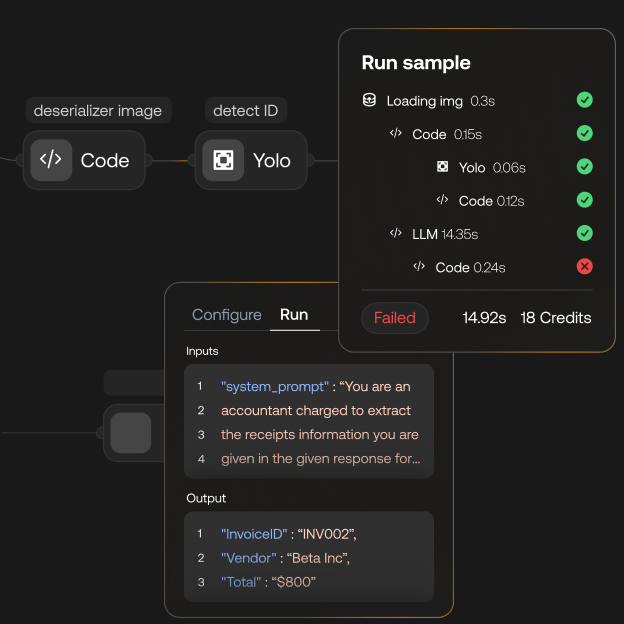 Run sample
Loading img 0.3s
</> Code 0.15s
Yolo 0.06s
</> Code 0.12s
</> LLM 14.35s
</> Code 0.24s
Failed 14.92s 18 Credits
deserializer image
</> Code
detect ID
Yolo
Configure Run
Inputs
1 "system_prompt" : “You are an
2 accountant charged to extract
3 the receipts information you are
4 given in the given response for...
Output
1 "InvoiceID" : “INV002”,
2 "Vendor" : “Beta Inc”,
3 "Total" : “$800”